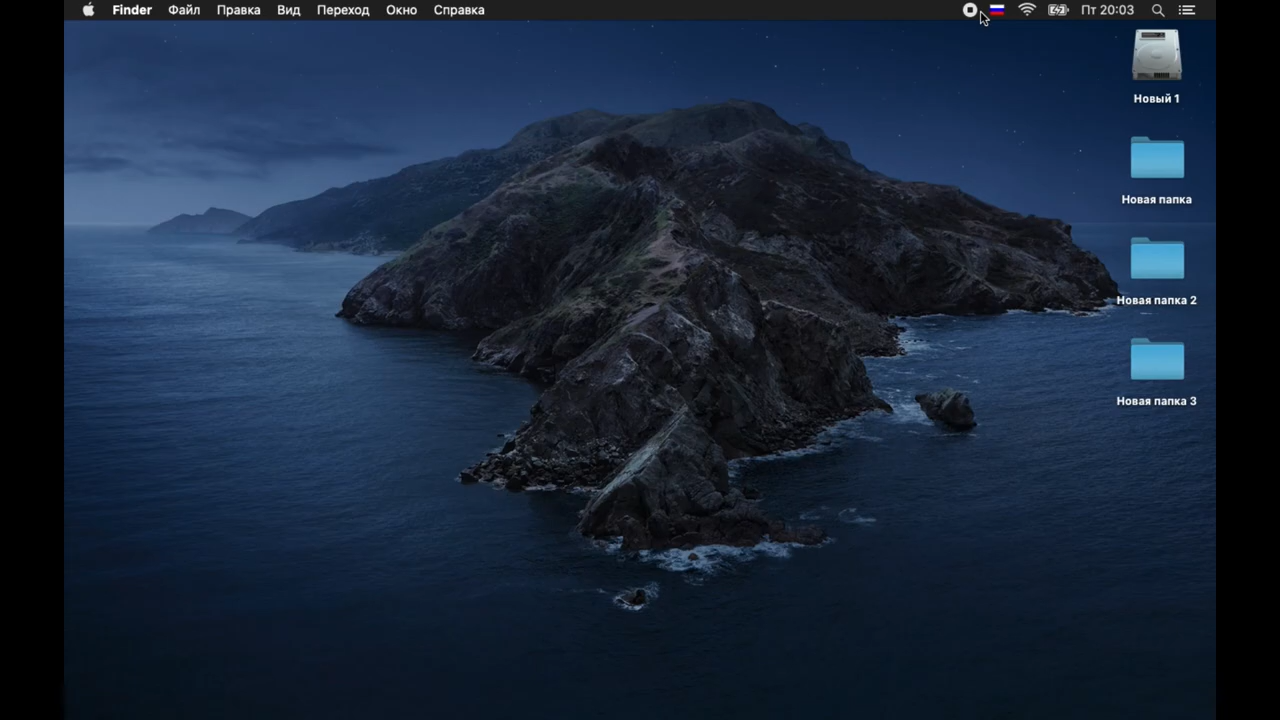 Finder Файл Правка Вид Переход Окно Справка Пт 20:03
Новый 1
Новая папка
Новая папка 2
Новая папка 3